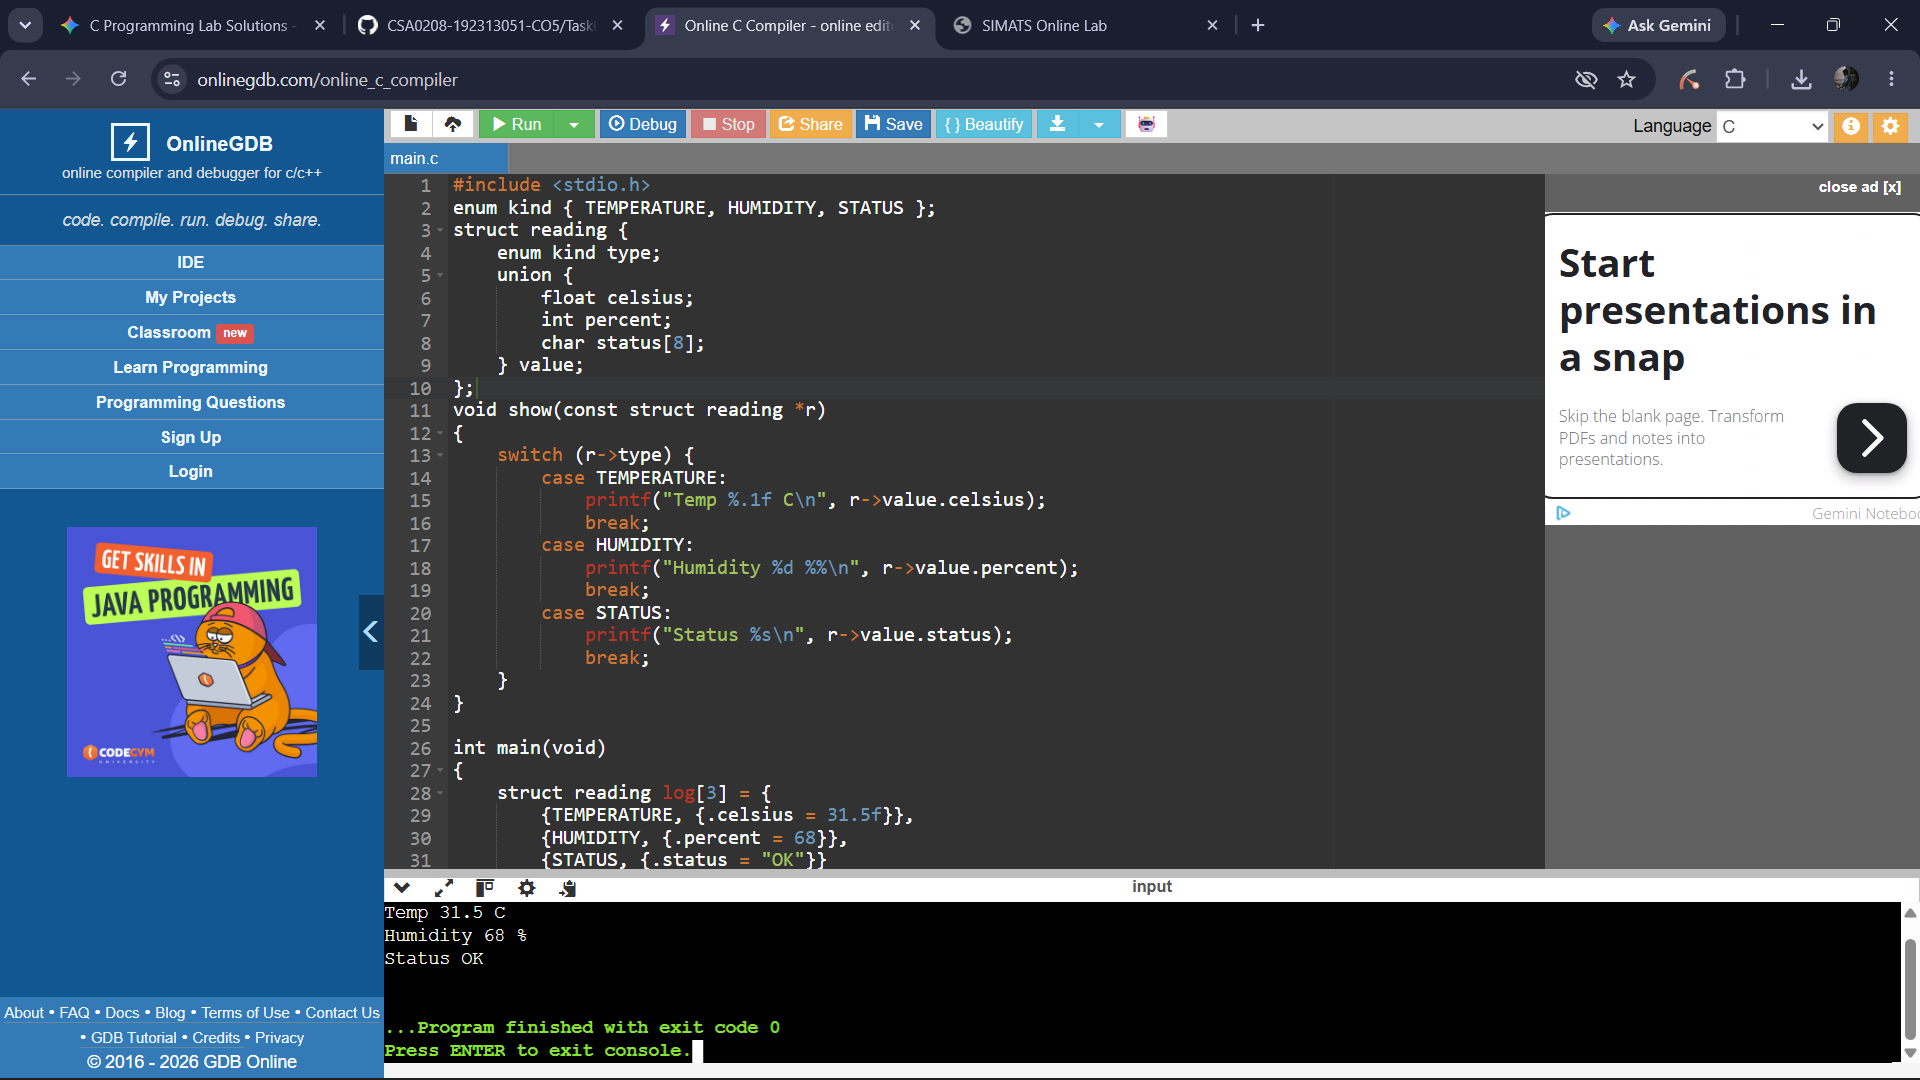 C Programming Lab Solutions -
CSA0208-192313051-CO5/Task
Online C Compiler - online edit
SIMATS Online Lab
Ask Gemini
onlinegdb.com/online_c_compiler
OnlineGDB
online compiler and debugger for c/c++
code. compile. run. debug. share.
IDE
My Projects
Classroom new
Learn Programming
Programming Questions
Sign Up
Login
GET SKILLS IN
JAVA PROGRAMMING
CODEGYM
UNIVERSITY
About • FAQ • Docs • Blog • Terms of Use • Contact Us
• GDB Tutorial • Credits • Privacy
© 2016 - 2026 GDB Online
Run Debug Stop Share Save { } Beautify
Language C
main.c
1 #include <stdio.h>
2 enum kind { TEMPERATURE, HUMIDITY, STATUS };
3 struct reading {
4 enum kind type;
5 union {
6 float celsius;
7 int percent;
8 char status[8];
9 } value;
10 };
11 void show(const struct reading *r)
12 {
13 switch (r->type) {
14 case TEMPERATURE:
15 printf("Temp %.1f C\n", r->value.celsius);
16 break;
17 case HUMIDITY:
18 printf("Humidity %d %%\n", r->value.percent);
19 break;
20 case STATUS:
21 printf("Status %s\n", r->value.status);
22 break;
23 }
24 }
25
26 int main(void)
27 {
28 struct reading log[3] = {
29 {TEMPERATURE, {.celsius = 31.5f}},
30 {HUMIDITY, {.percent = 68}},
31 {STATUS, {.status = "OK"}}
close ad [x]
Start
presentations in
a snap
Skip the blank page. Transform
PDFs and notes into
presentations.
Gemini Noteboo
input
Temp 31.5 C
Humidity 68 %
Status OK
...Program finished with exit code 0
Press ENTER to exit console.